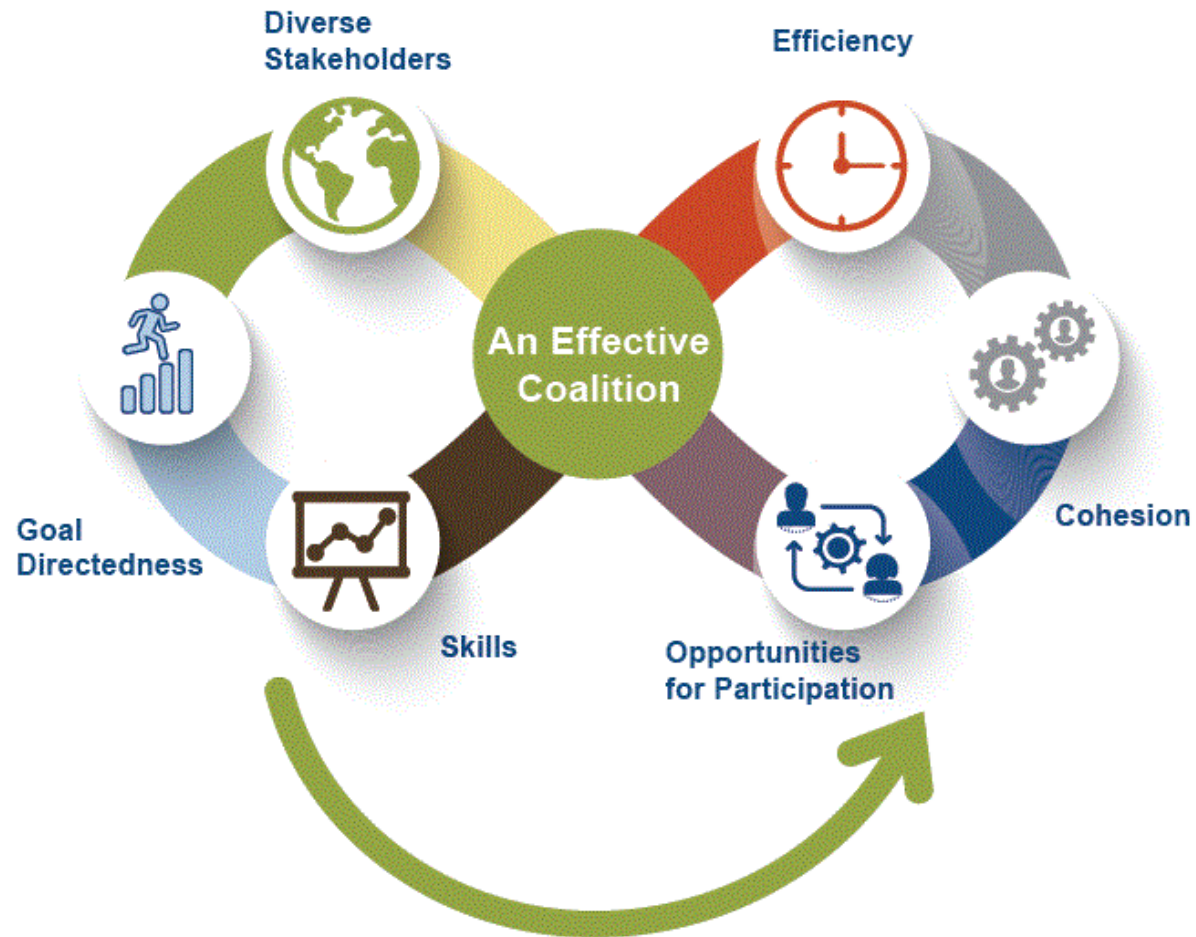 Diverse
Stakeholders
Efficiency
An Effective
Coalition
Goal
Directedness
Cohesion
Skills
Opportunities
for Participation